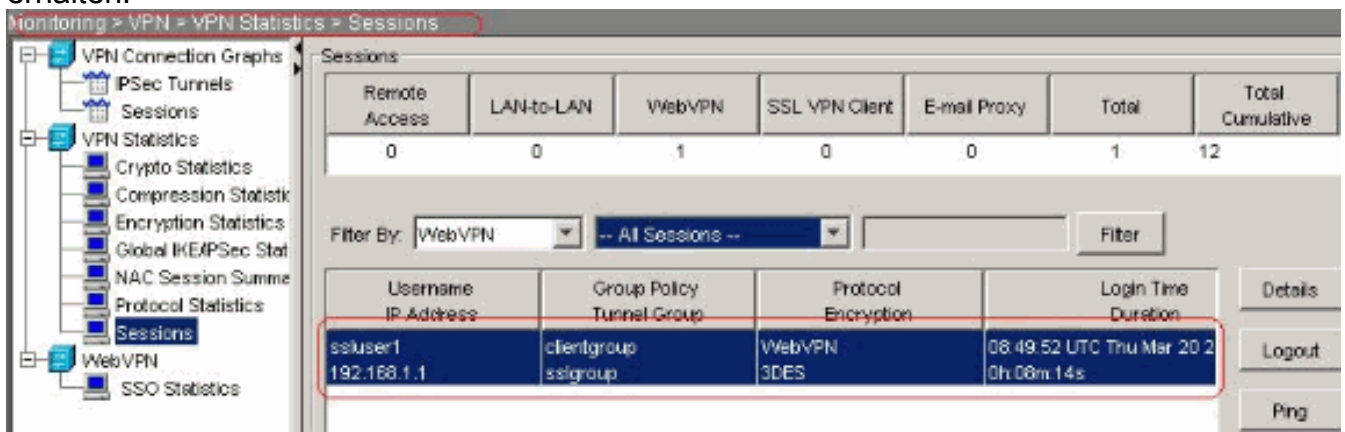 erhalten:
Monitoring > VPN > VPN Statistics > Sessions
VPN Connection Graphs
IPSec Tunnels
Sessions
VPN Statistics
Crypto Statistics
Compression Statistic
Encryption Statistics
Global IKE/IPSec Stat
NAC Session Summa
Protocol Statistics
Sessions
WebVPN
SSO Statistics
Sessions
Remote Access LAN-to-LAN WebVPN SSL VPN Client E-mail Proxy Total Total Cumulative
0 0 1 0 0 1 12
Filter By: WebVPN -- All Sessions -- Filter
Username Group Policy Protocol Login Time
IP Address Tunnel Group Encryption Duration
ssluser1 clientgroup WebVPN 08:49:52 UTC Thu Mar 20 2
192.168.1.1 sslgroup 3DES 0h:08m:14s
Details
Logout
Ping